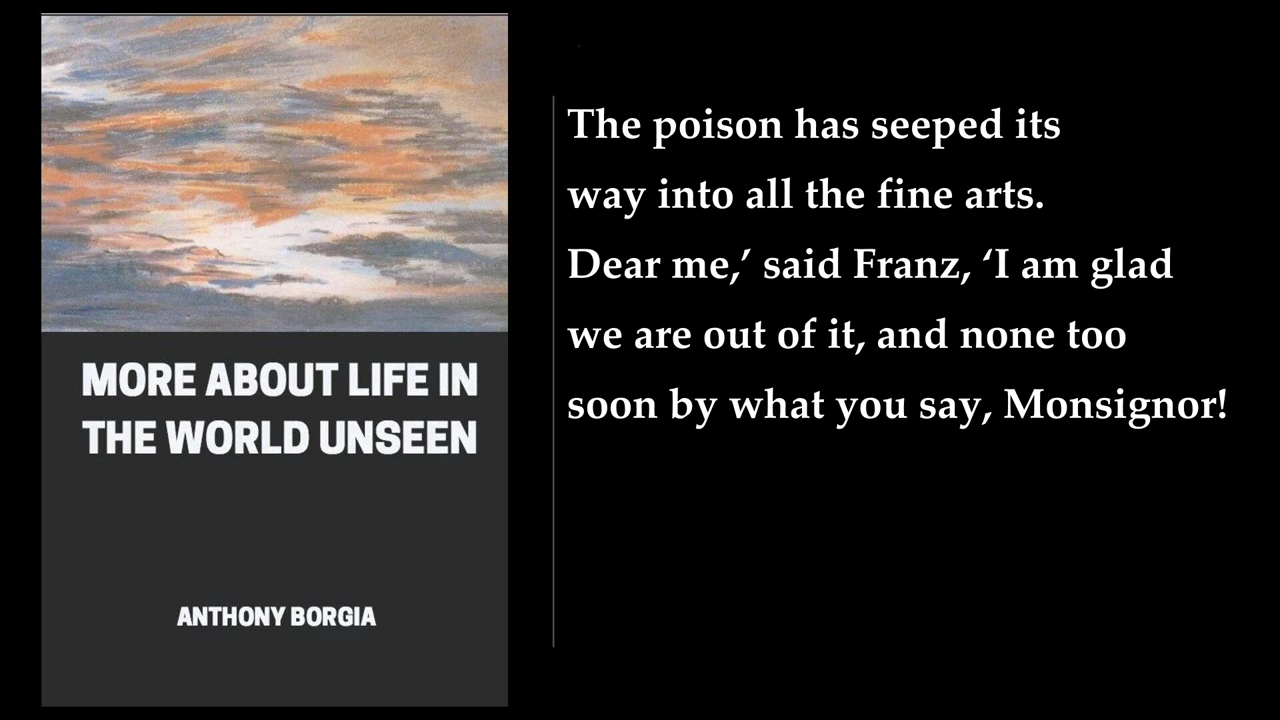 MORE ABOUT LIFE IN
THE WORLD UNSEEN
ANTHONY BORGIA
The poison has seeped its
way into all the fine arts.
Dear me,’ said Franz, ‘I am glad
we are out of it, and none too
soon by what you say, Monsignor!